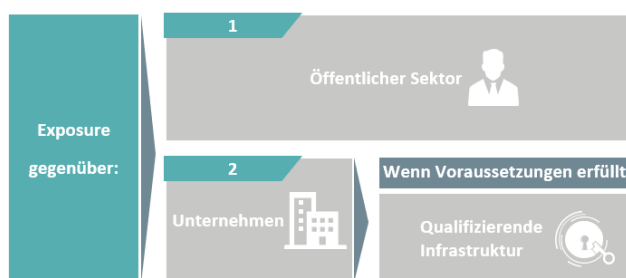 Exposure
gegenüber:
1
Öffentlicher Sektor
2
Unternehmen
Wenn Voraussetzungen erfüllt
Qualifizierende
Infrastruktur